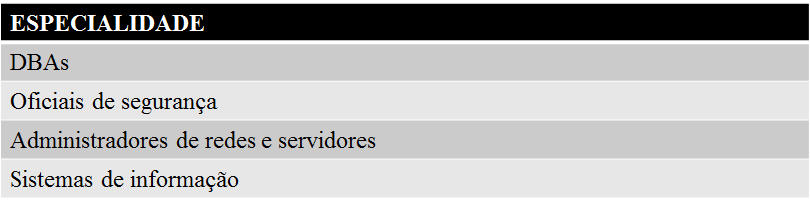 ESPECIALIDADE
DBAs
Oficiais de segurança
Administradores de redes e servidores
Sistemas de informação